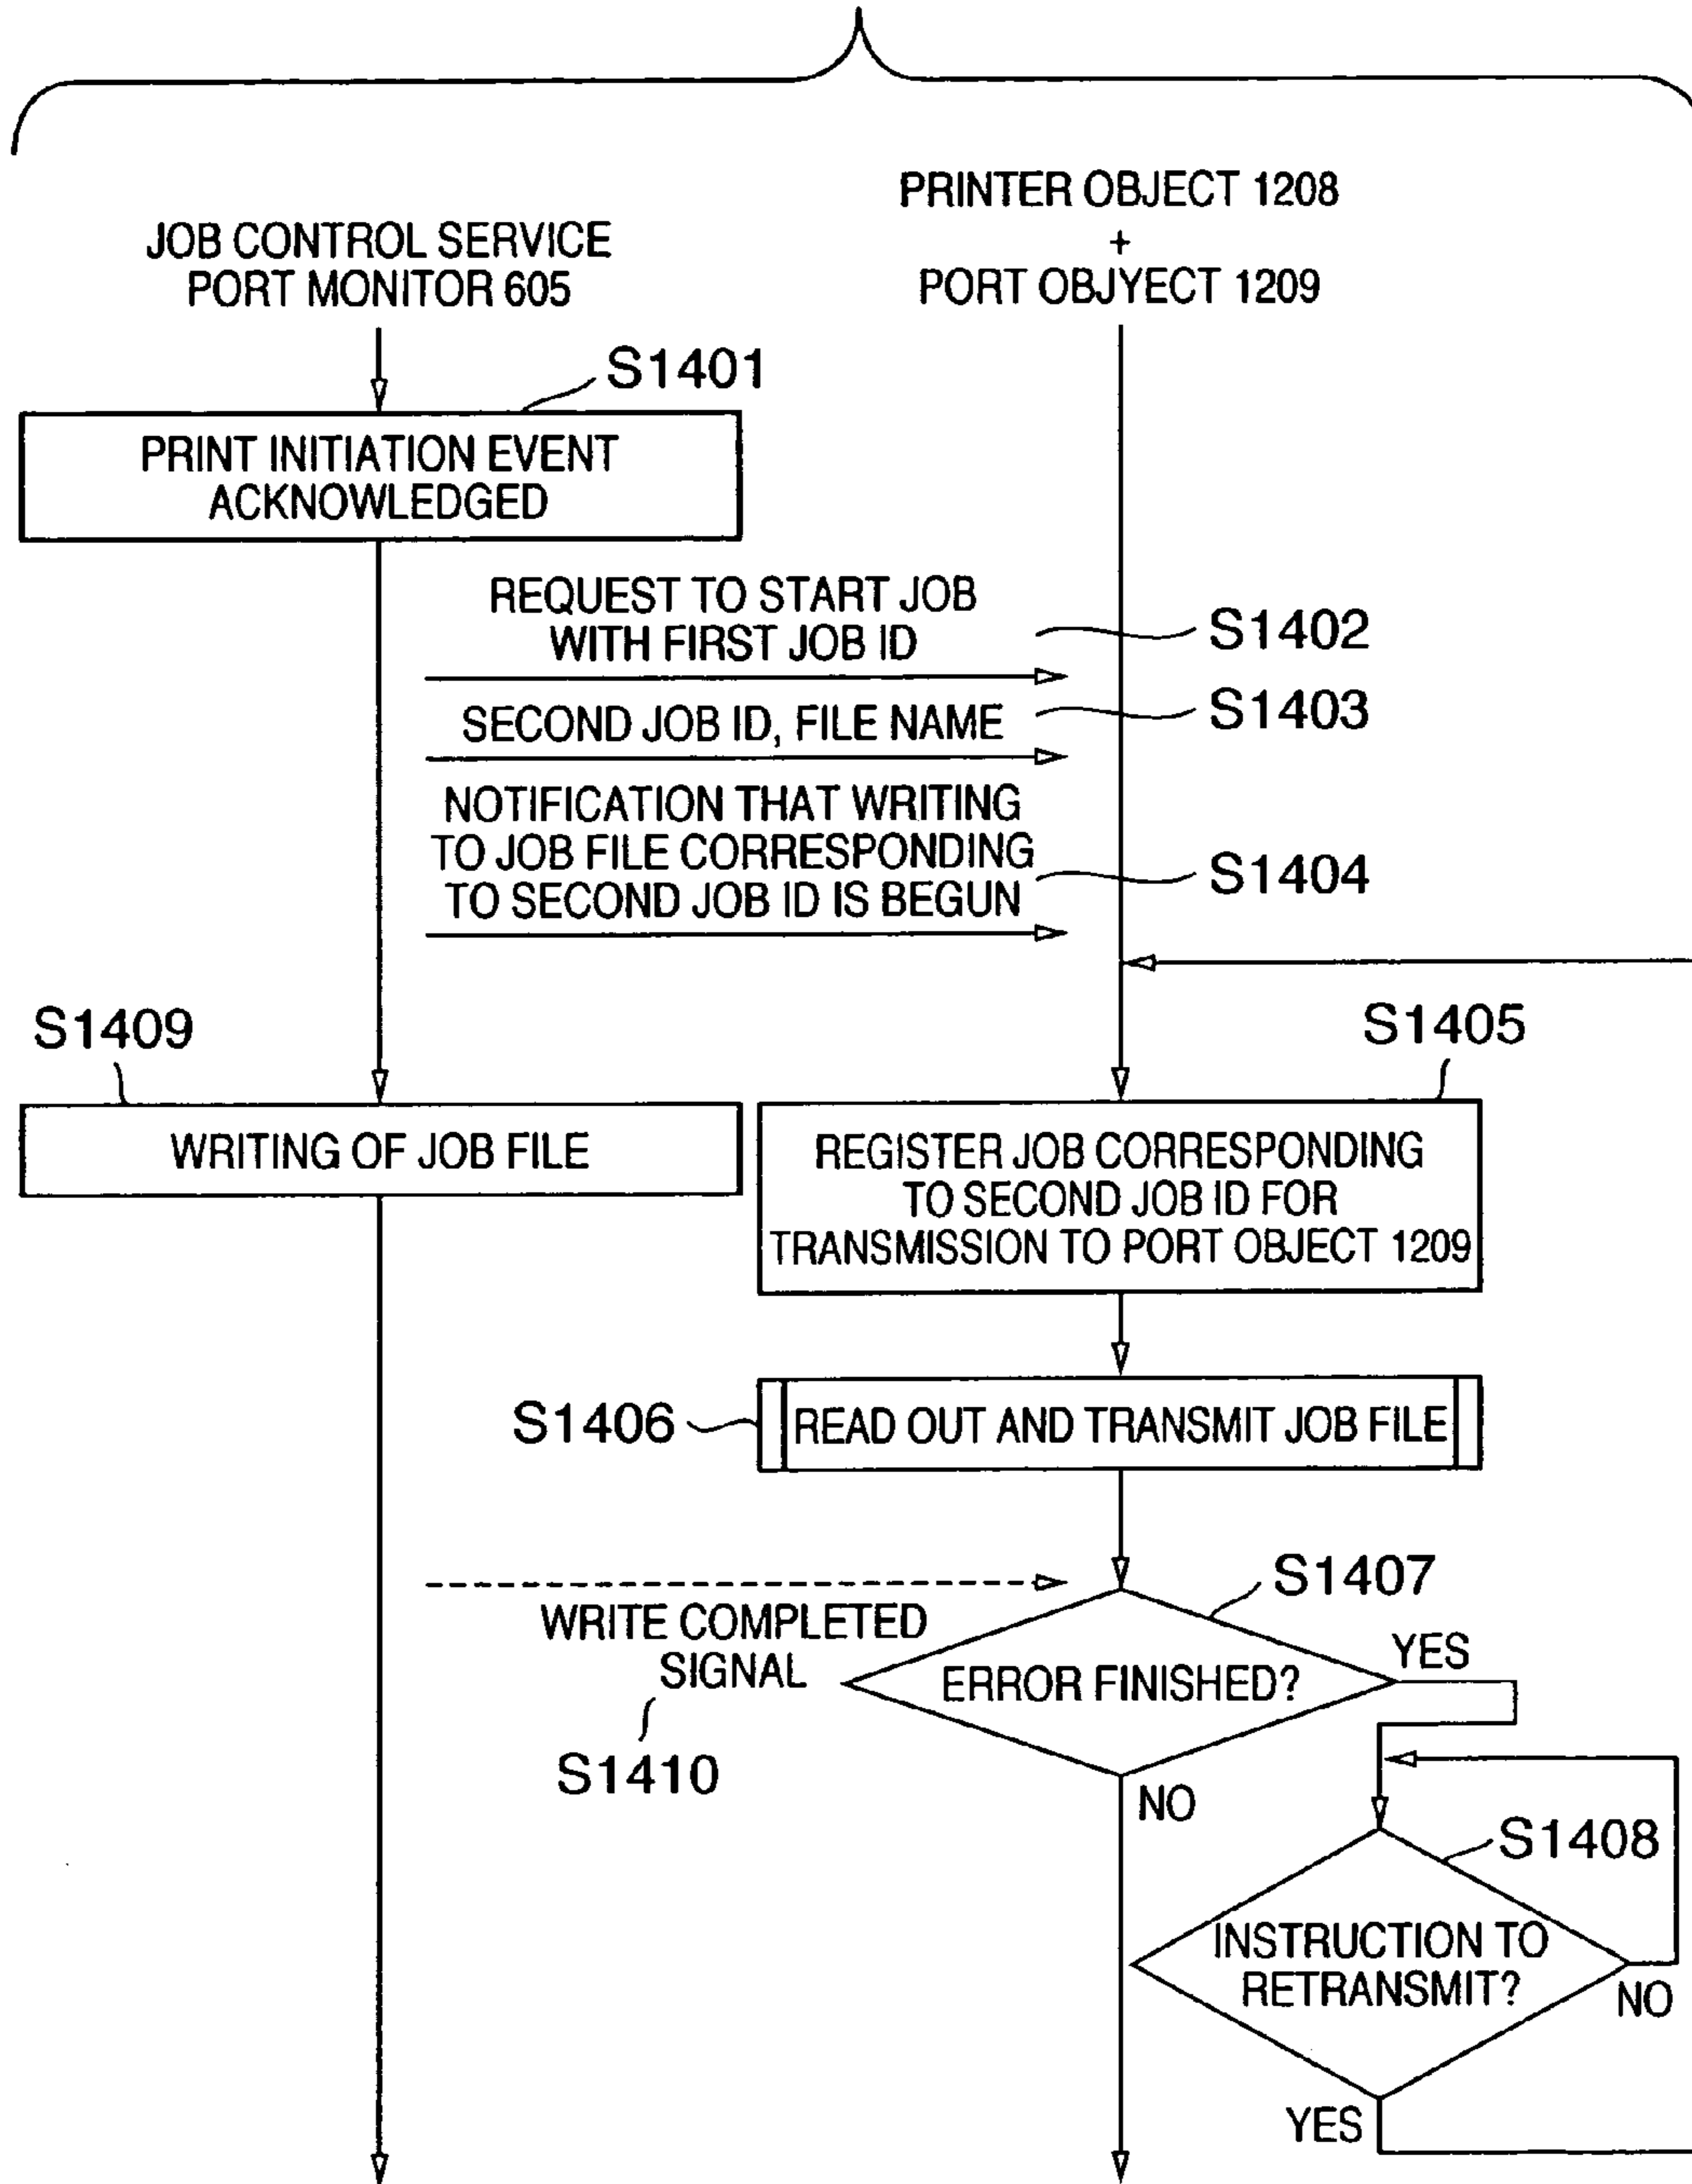 JOB CONTROL SERVICE
PORT MONITOR 605
PRINTER OBJECT 1208
+
PORT OBJYECT 1209
S1401
PRINT INITIATION EVENT
ACKNOWLEDGED
REQUEST TO START JOB
WITH FIRST JOB ID
S1402
SECOND JOB ID, FILE NAME
S1403
NOTIFICATION THAT WRITING
TO JOB FILE CORRESPONDING
TO SECOND JOB ID IS BEGUN
S1404
S1409
WRITING OF JOB FILE
S1405
REGISTER JOB CORRESPONDING
TO SECOND JOB ID FOR
TRANSMISSION TO PORT OBJECT 1209
S1406
READ OUT AND TRANSMIT JOB FILE
WRITE COMPLETED
SIGNAL
S1410
S1407
ERROR FINISHED?
YES
NO
S1408
INSTRUCTION TO
RETRANSMIT?
NO
YES